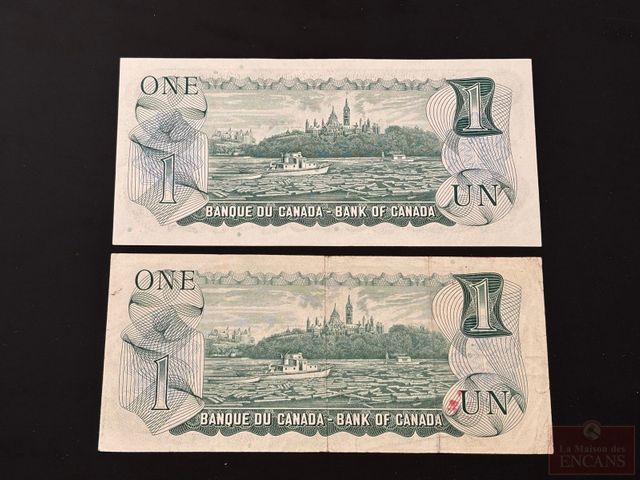 ONE
1
1
UN
BANQUE DU CANADA - BANK OF CANADA
ONE
1
1
UN
BANQUE DU CANADA - BANK OF CANADA
La Maison des
ENCANS